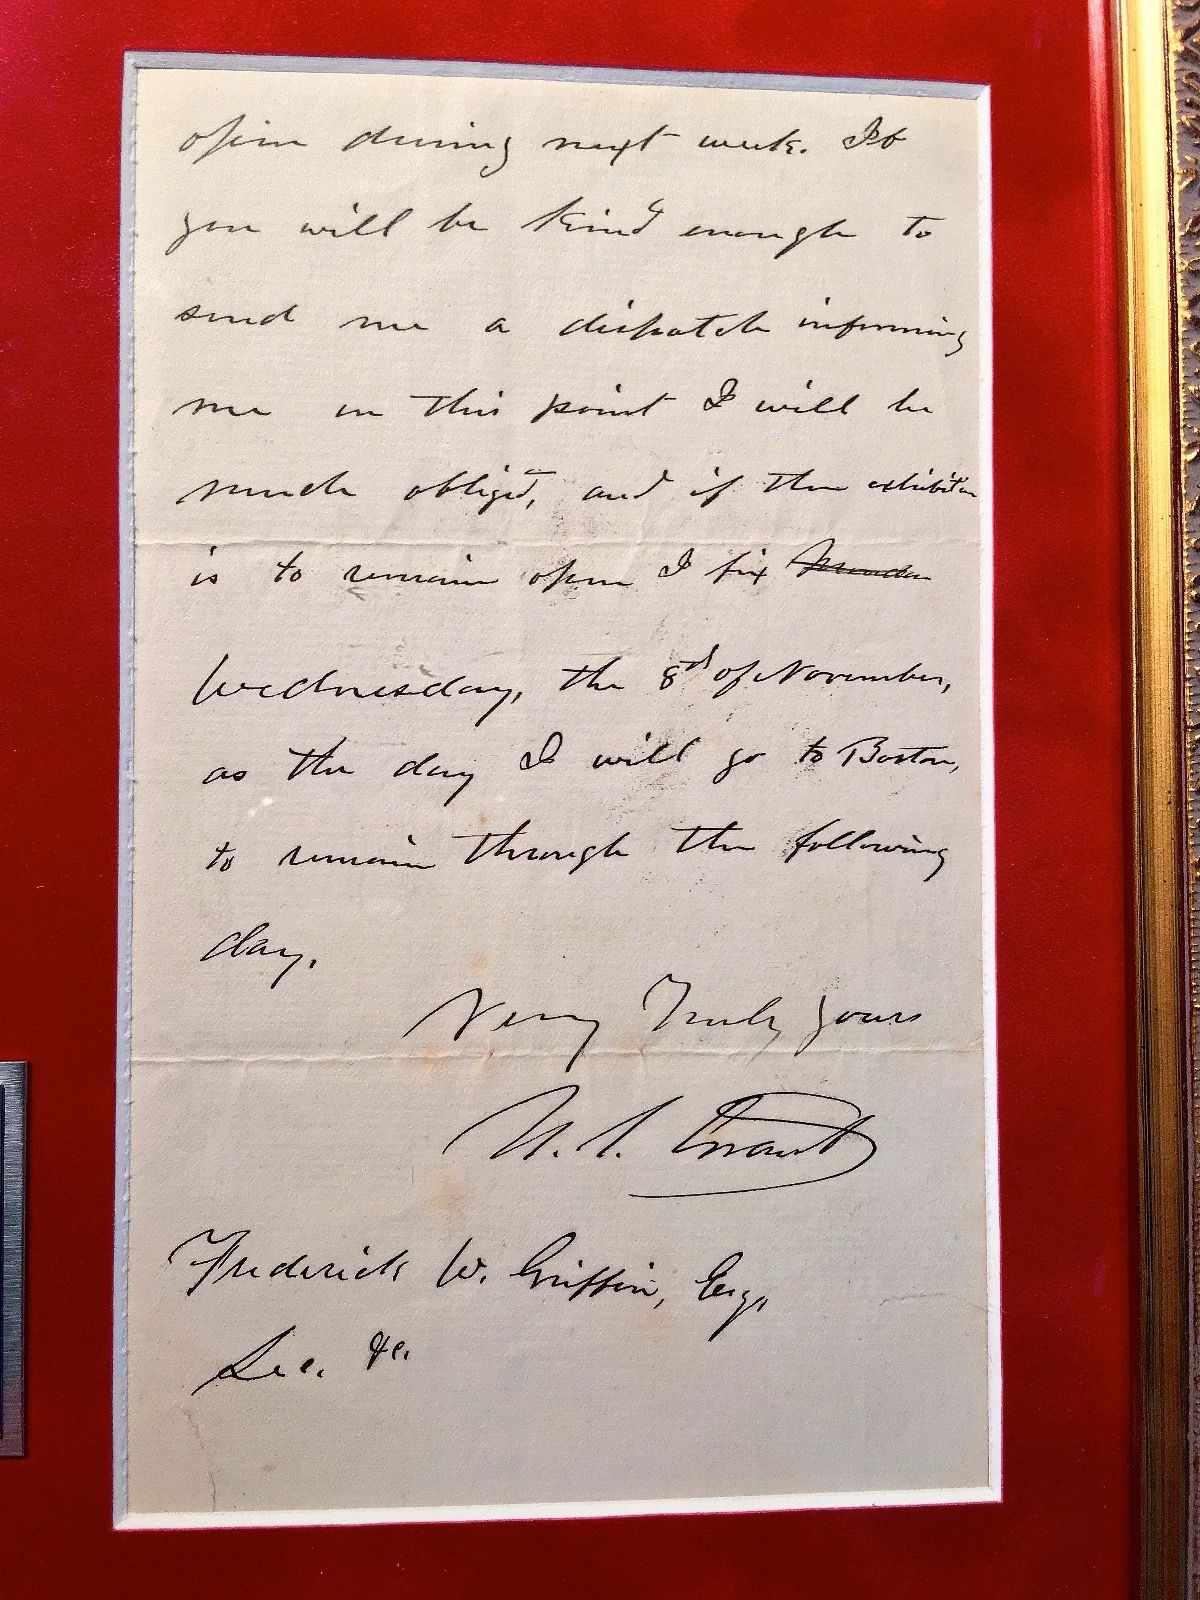 open during next week. If
you will be kind enough to
send me a dispatch informing
me on this point I will be
much obliged, and if the exhibition
is to remain open I fix
Wednesday, the 8th of November,
as the day I will go to Boston,
to remain through the following
day.
Very Truly yours
U. S. Grant
Frederick W. Griffin, Esq,
Sec. &c.